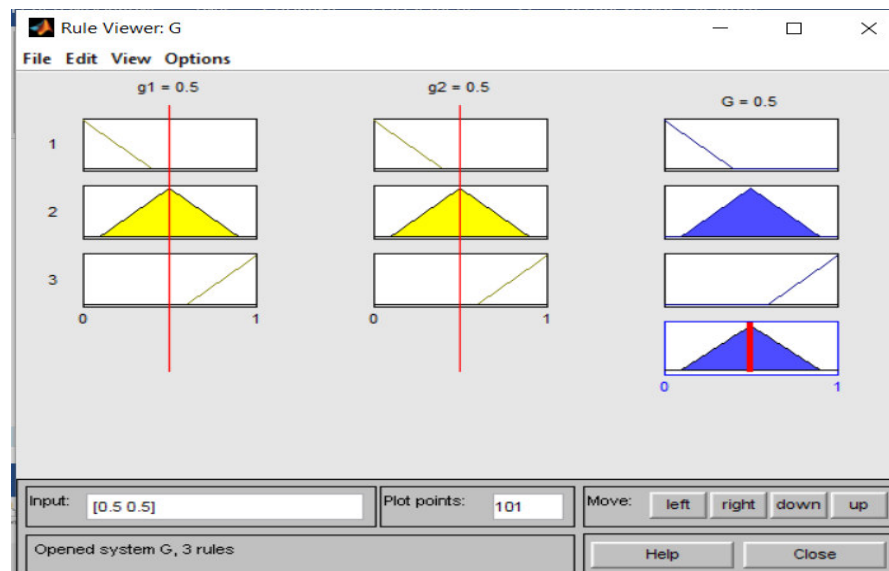 Rule Viewer: G
File Edit View Options
g1 = 0.5
g2 = 0.5
G = 0.5
1
2
3
0 1
0 1
0 1
Input: [0.5 0.5]
Plot points: 101
Move: left right down up
Opened system G, 3 rules
Help Close